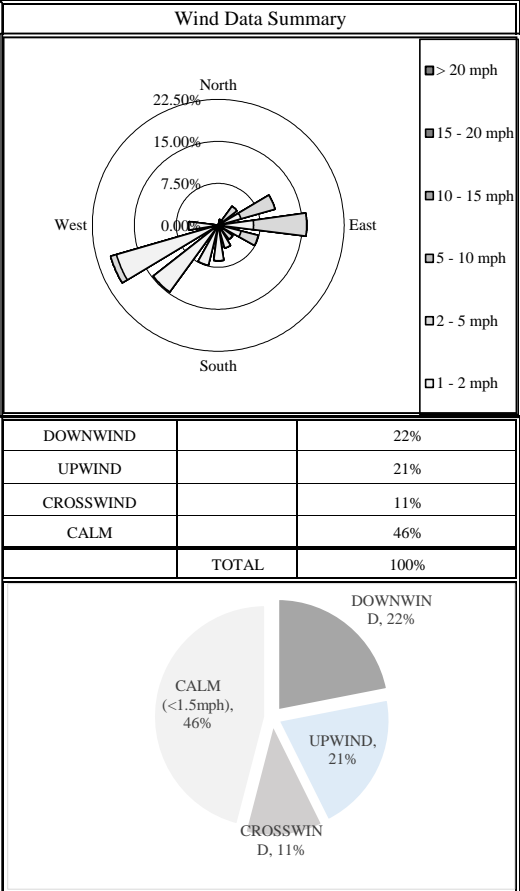 Wind Data Summary
North
22.50%
15.00%
7.50%
0.00%
West
East
South
> 20 mph
15 - 20 mph
10 - 15 mph
5 - 10 mph
2 - 5 mph
1 - 2 mph
DOWNWIND 22%
UPWIND 21%
CROSSWIND 11%
CALM 46%
TOTAL 100%
DOWNWIN
D, 22%
CALM
(<1.5mph),
46%
UPWIND,
21%
CROSSWIN
D, 11%